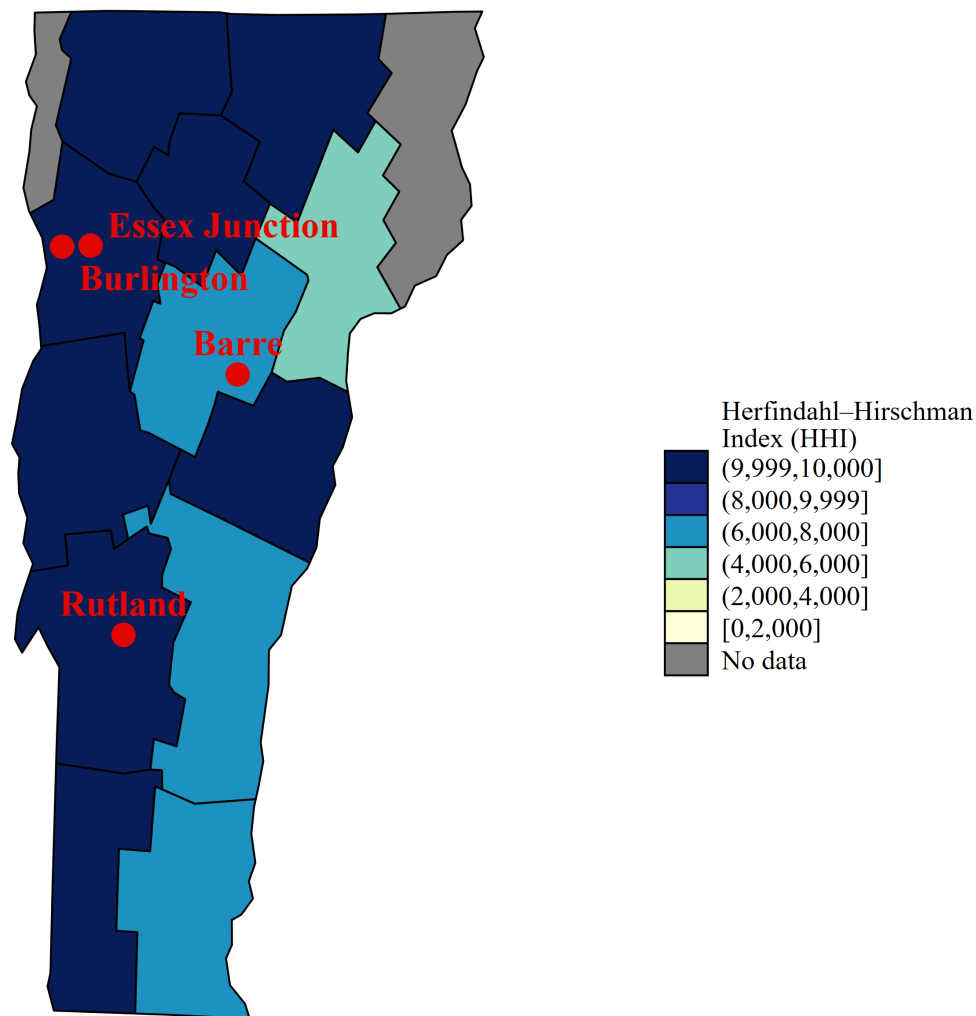 Essex Junction
Burlington
Barre
Rutland
Herfindahl–Hirschman
Index (HHI)
(9,999,10,000]
(8,000,9,999]
(6,000,8,000]
(4,000,6,000]
(2,000,4,000]
[0,2,000]
No data